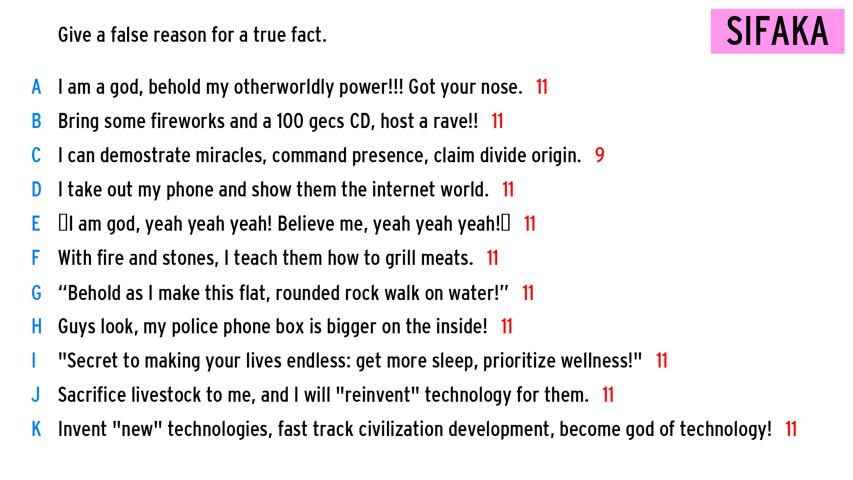 Give a false reason for a true fact.
SIFAKA
A I am a god, behold my otherworldly power!!! Got your nose. 11
B Bring some fireworks and a 100 gecs CD, host a rave!! 11
C I can demostrate miracles, command presence, claim divide origin. 9
D I take out my phone and show them the internet world. 11
E I am god, yeah yeah yeah! Believe me, yeah yeah yeah! 11
F With fire and stones, I teach them how to grill meats. 11
G “Behold as I make this flat, rounded rock walk on water!” 11
H Guys look, my police phone box is bigger on the inside! 11
I "Secret to making your lives endless: get more sleep, prioritize wellness!" 11
J Sacrifice livestock to me, and I will "reinvent" technology for them. 11
K Invent "new" technologies, fast track civilization development, become god of technology! 11